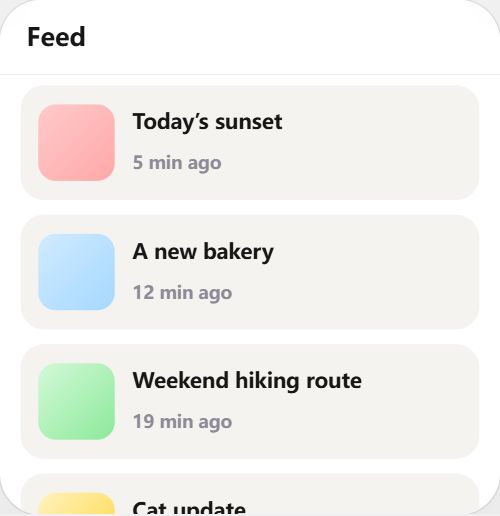 Feed
Today’s sunset
5 min ago
A new bakery
12 min ago
Weekend hiking route
19 min ago
Cat update